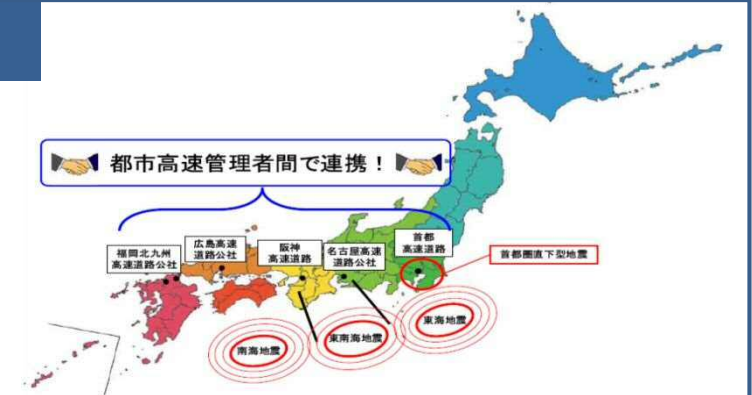 都市高速管理者間で連携！
福岡北九州
高速道路公社
広島高速
道路公社
阪神
高速道路
名古屋高速
道路公社
首都
高速道路
首都圏直下型地震
南海地震
東南海地震
東海地震